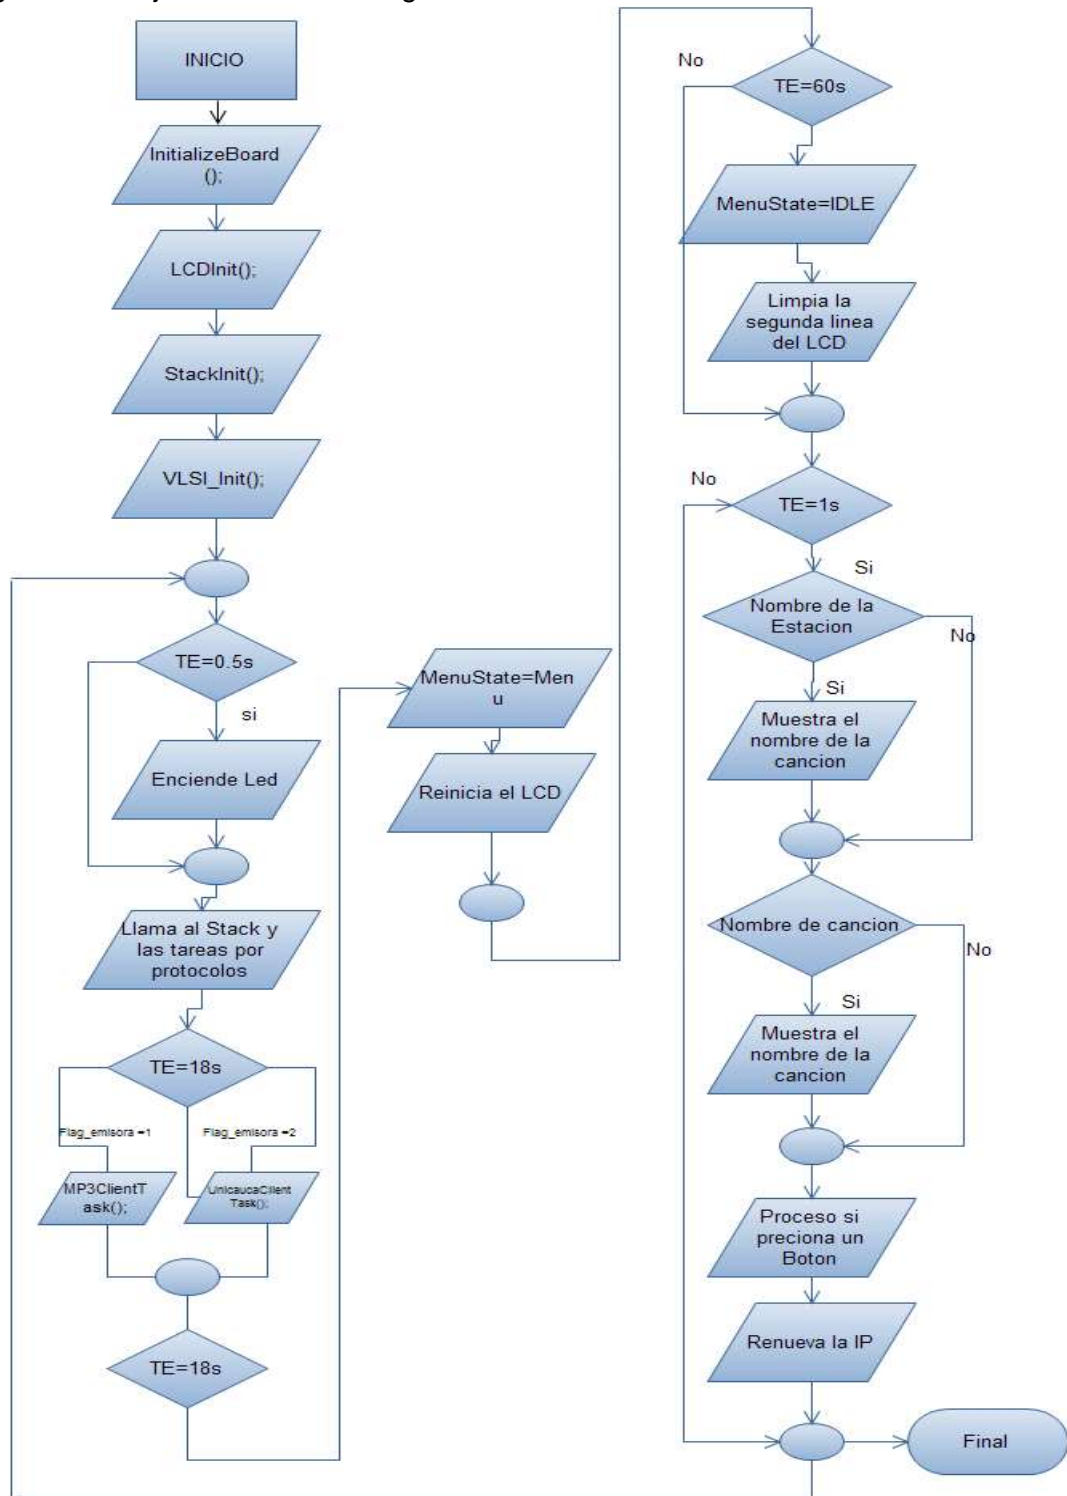 INICIO
InitializeBoard
();
LCDInit();
StackInit();
VLSI_Init();
TE=0.5s
si
Enciende Led
Llama al Stack y
las tareas por
protocolos
TE=18s
Flag_emisora =1
Flag_emisora =2
MP3ClientT
ask();
UnicaucaClient
Task();
TE=18s
MenuState=Men
u
Reinicia el LCD
No
TE=60s
MenuState=IDLE
Limpia la
segunda linea
del LCD
No
TE=1s
Si
Nombre de la
Estacion
No
Si
Muestra el
nombre de la
cancion
Nombre de cancion
No
Si
Muestra el
nombre de la
cancion
Proceso si
preciona un
Boton
Renueva la IP
Final